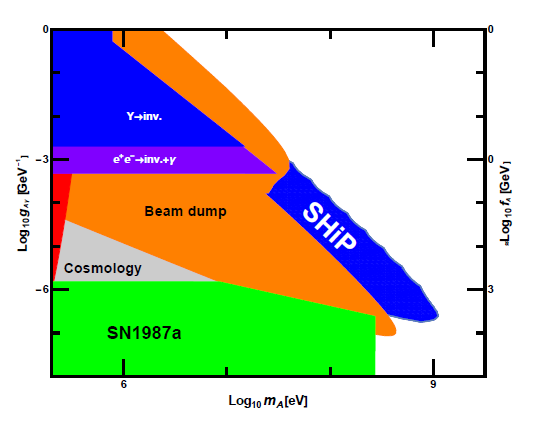 0
0
Υ→inv.
e⁺e⁻→inv.+γ
-3
0
Log₁₀ g_Aγ [GeV⁻¹]
-Log₁₀ f_A [GeV]
Beam dump
SHiP
Cosmology
-6
3
SN1987a
6
9
Log₁₀ m_A [eV]